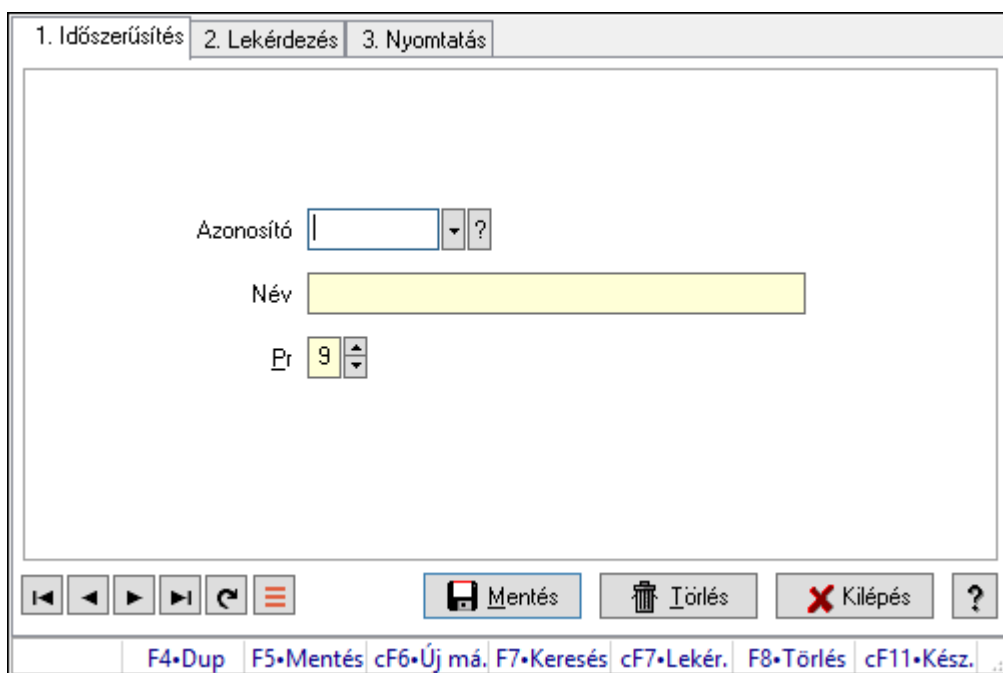 1. Időszerűsítés 2. Lekérdezés 3. Nyomtatás
Azonosító ?
Név
Pr 9
Mentés Törlés Kilépés ?
F4•Dup F5•Mentés cF6•Új má. F7•Keresés cF7•Lekér. F8•Törlés cF11•Kész.